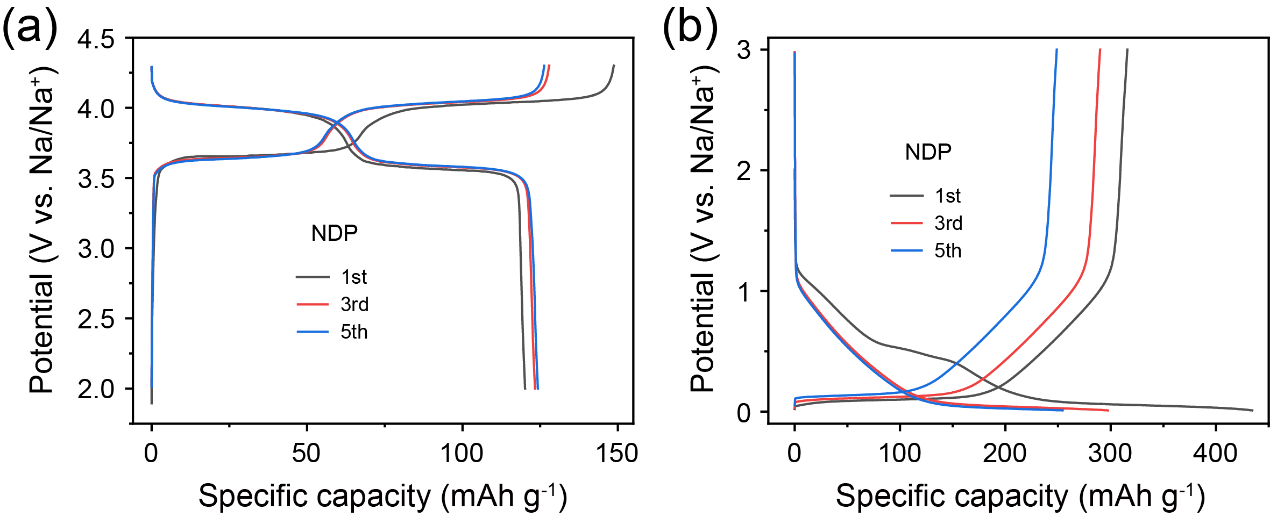 (a)
4.5
4.0
3.5
3.0
2.5
2.0
Potential (V vs. Na/Na⁺)
NDP
1st
3rd
5th
0
50
100
150
Specific capacity (mAh g⁻¹)
(b)
3
2
1
0
Potential (V vs. Na/Na⁺)
NDP
1st
3rd
5th
0
100
200
300
400
Specific capacity (mAh g⁻¹)